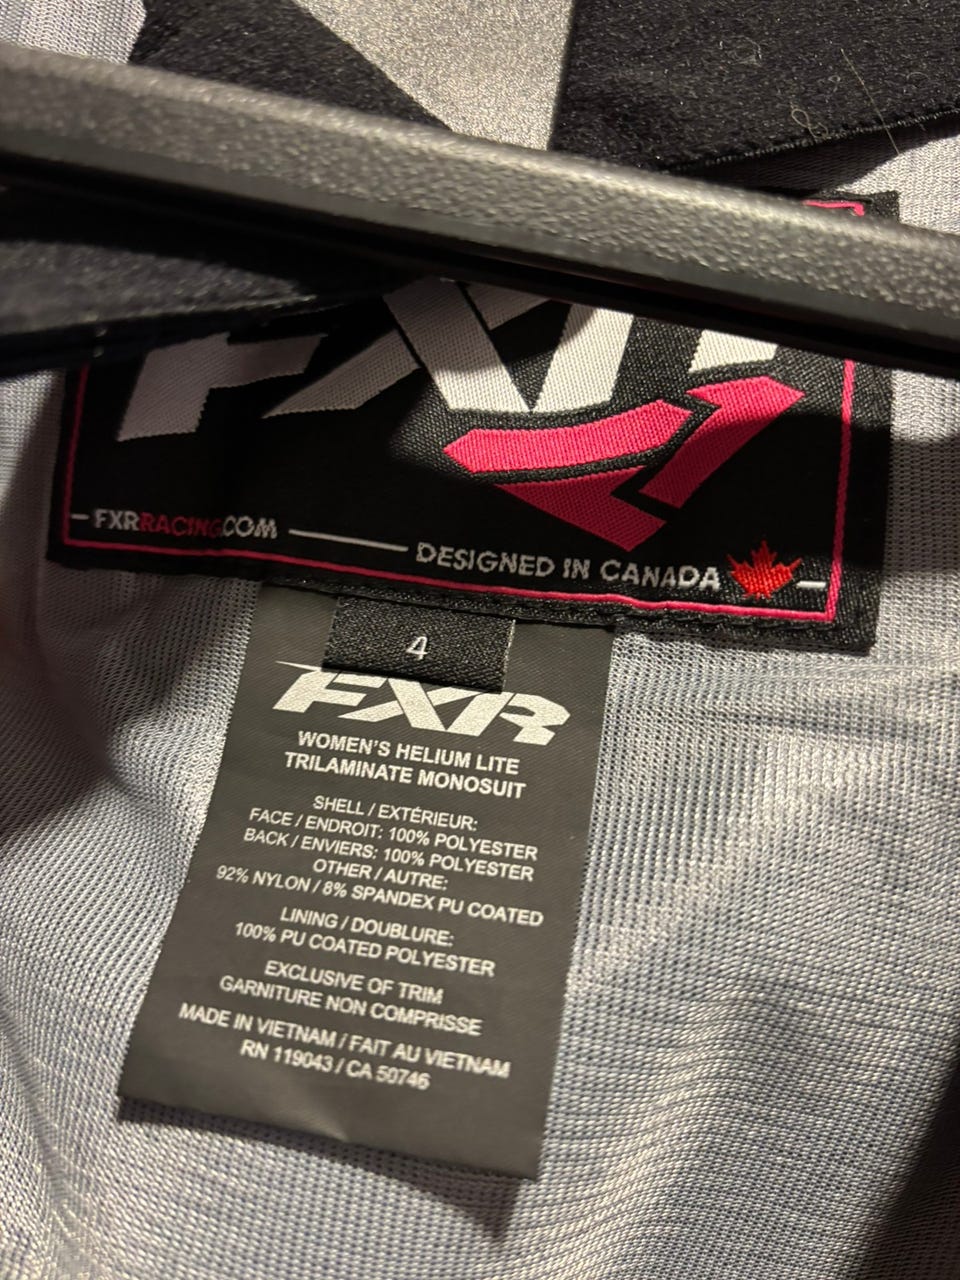 FXR
FXRRACING.COM
DESIGNED IN CANADA
4
FXR
WOMEN'S HELIUM LITE
TRILAMINATE MONOSUIT
SHELL / EXTÉRIEUR:
FACE / ENDROIT: 100% POLYESTER
BACK / ENVIERS: 100% POLYESTER
OTHER / AUTRE:
92% NYLON / 8% SPANDEX PU COATED
LINING / DOUBLURE:
100% PU COATED POLYESTER
EXCLUSIVE OF TRIM
GARNITURE NON COMPRISSE
MADE IN VIETNAM / FAIT AU VIETNAM
RN 119043 / CA 50746